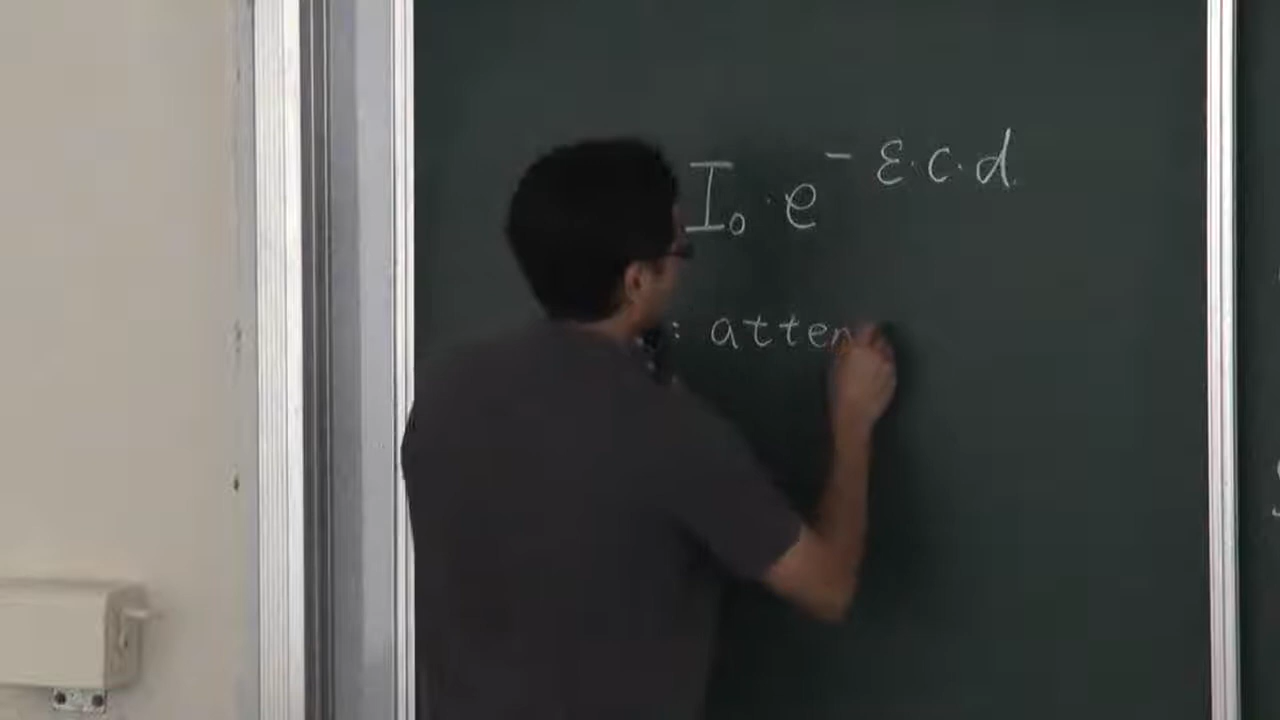 I₀ · e^{- ε·c·d}
: atten